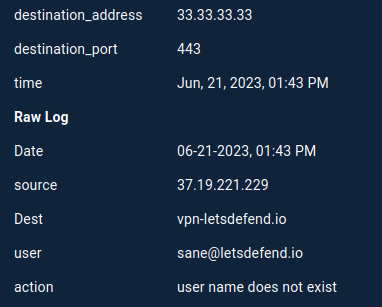 destination_address 33.33.33.33
destination_port 443
time Jun, 21, 2023, 01:43 PM
Raw Log
Date 06-21-2023, 01:43 PM
source 37.19.221.229
Dest vpn-letsdefend.io
user sane@letsdefend.io
action user name does not exist